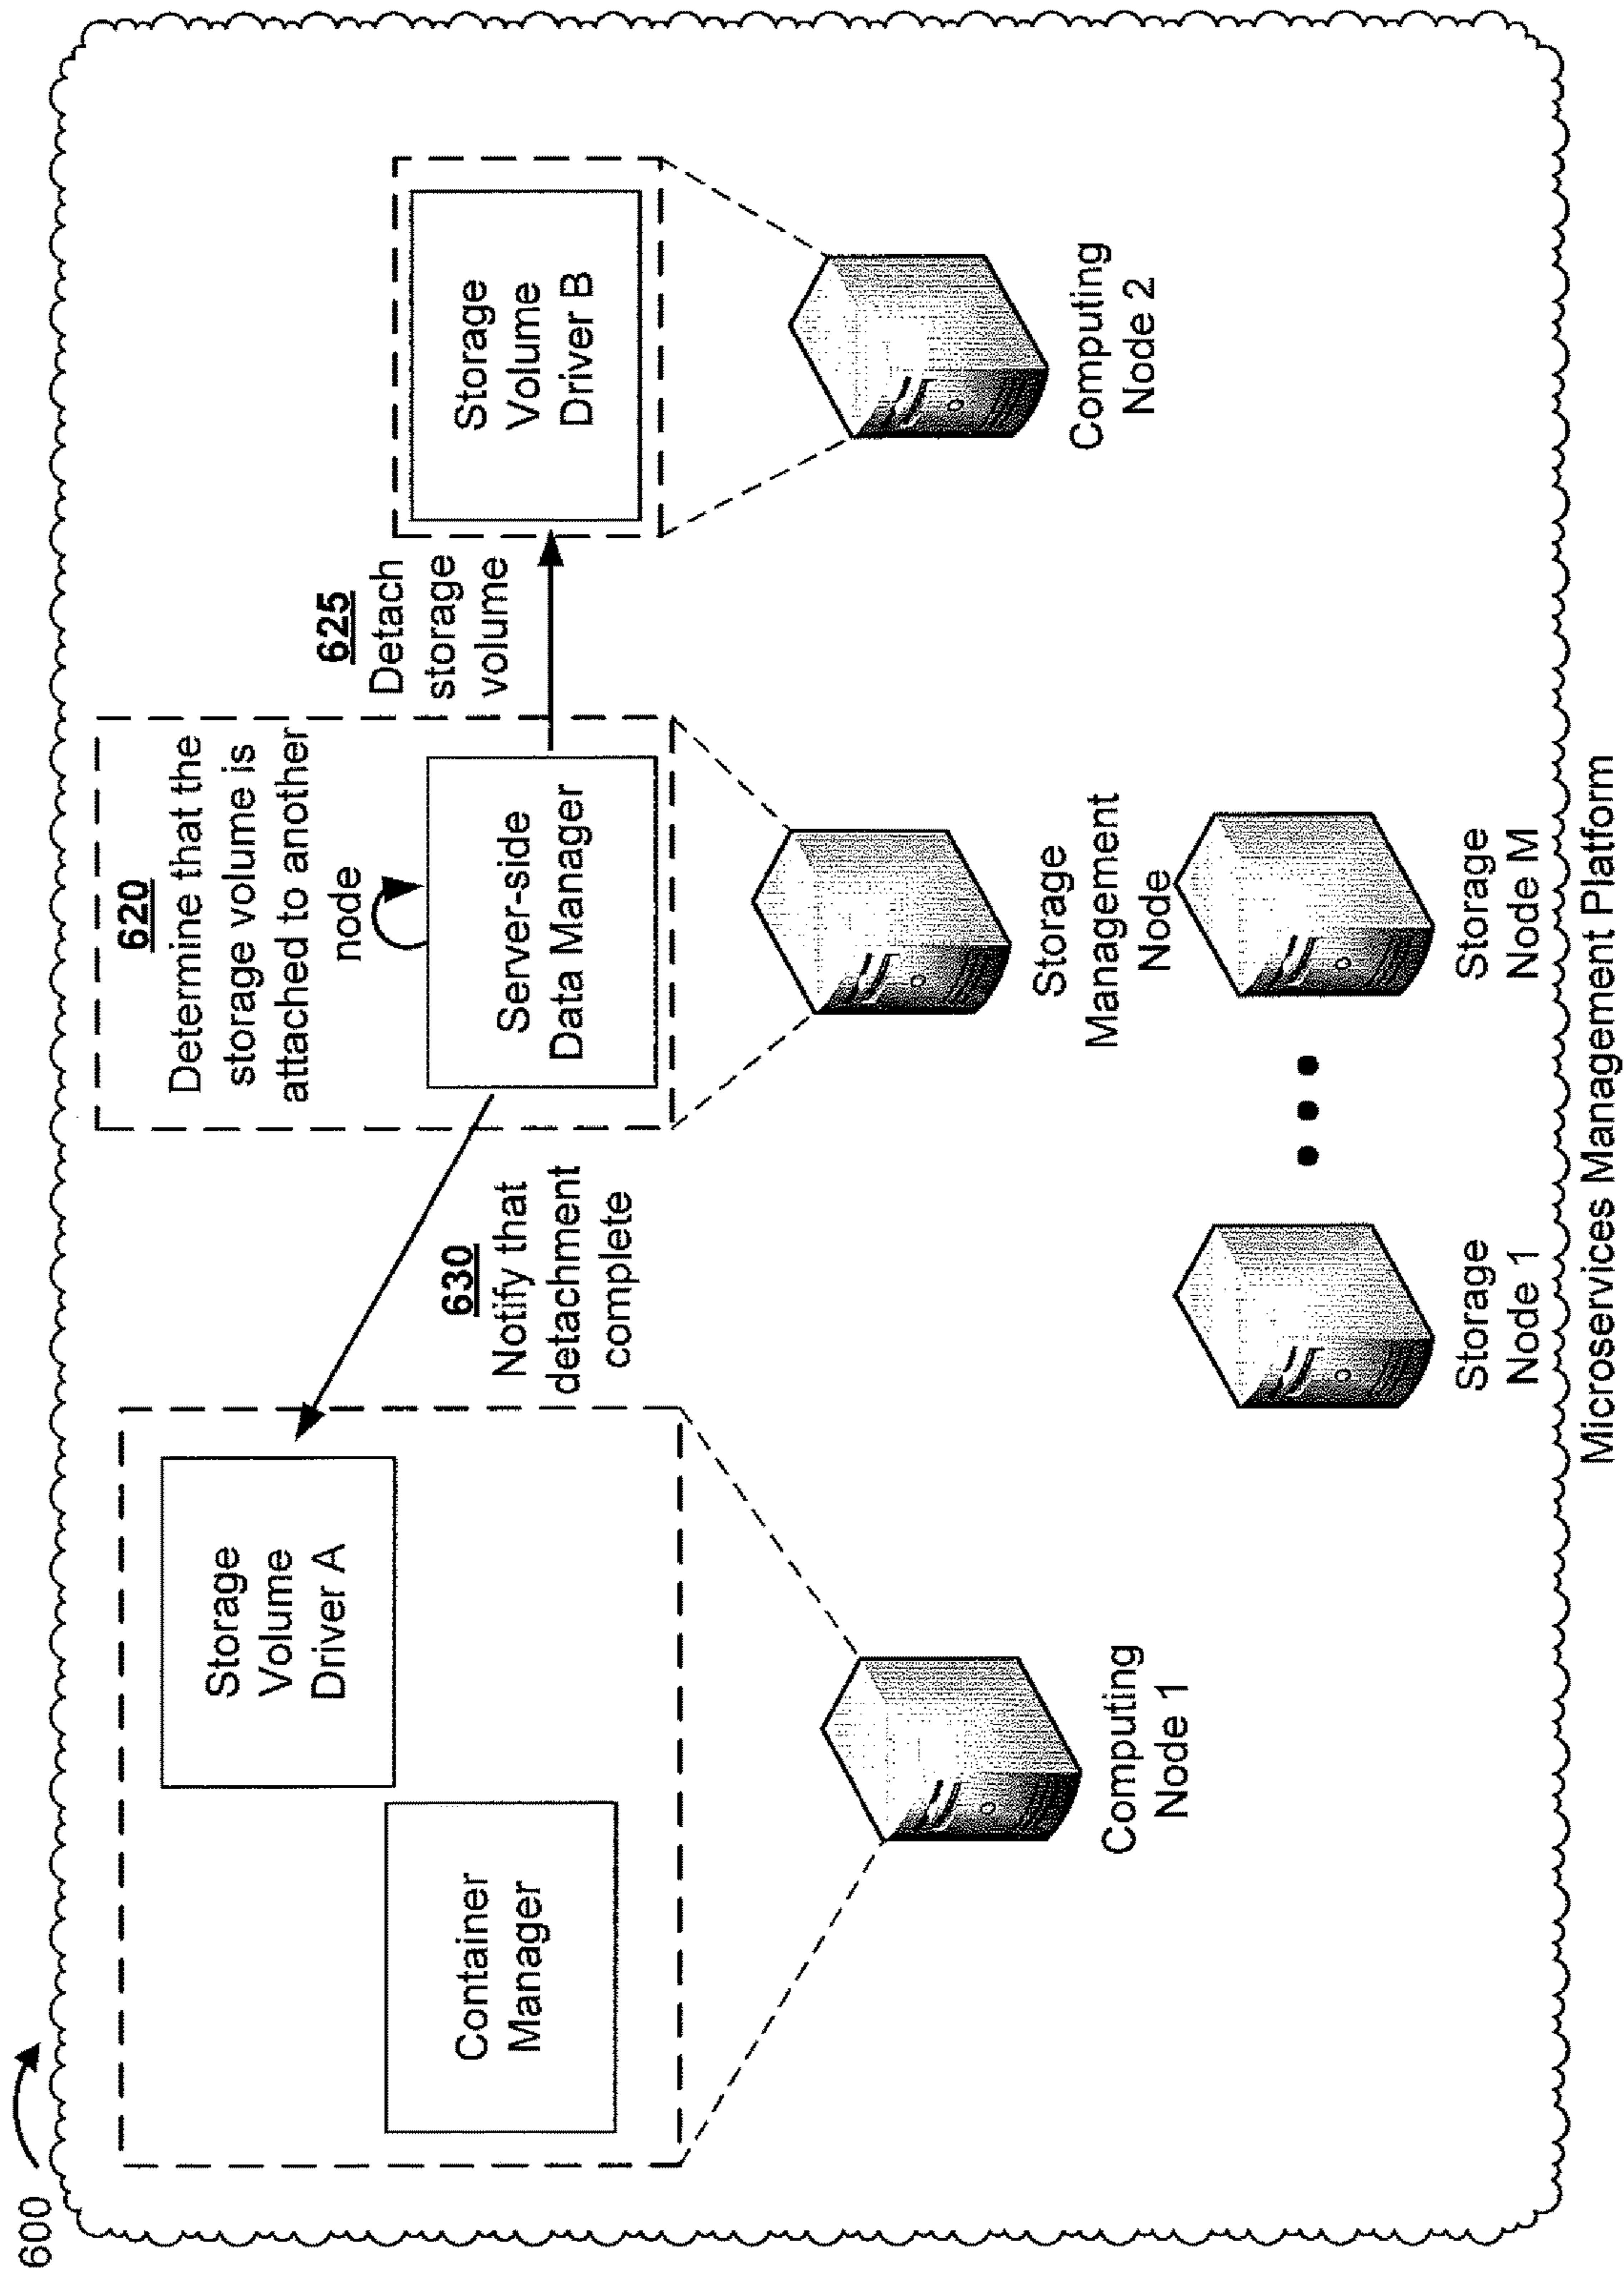 600
Container
Manager
Storage
Volume
Driver A
Computing
Node 1
630
Notify that
detachment
complete
620
Determine that the
storage volume is
attached to another
node
Server-side
Data Manager
Storage
Management
Node
625
Detach
storage
volume
Storage
Volume
Driver B
Computing
Node 2
Storage
Node 1
Storage
Node M
Microservices Management Platform